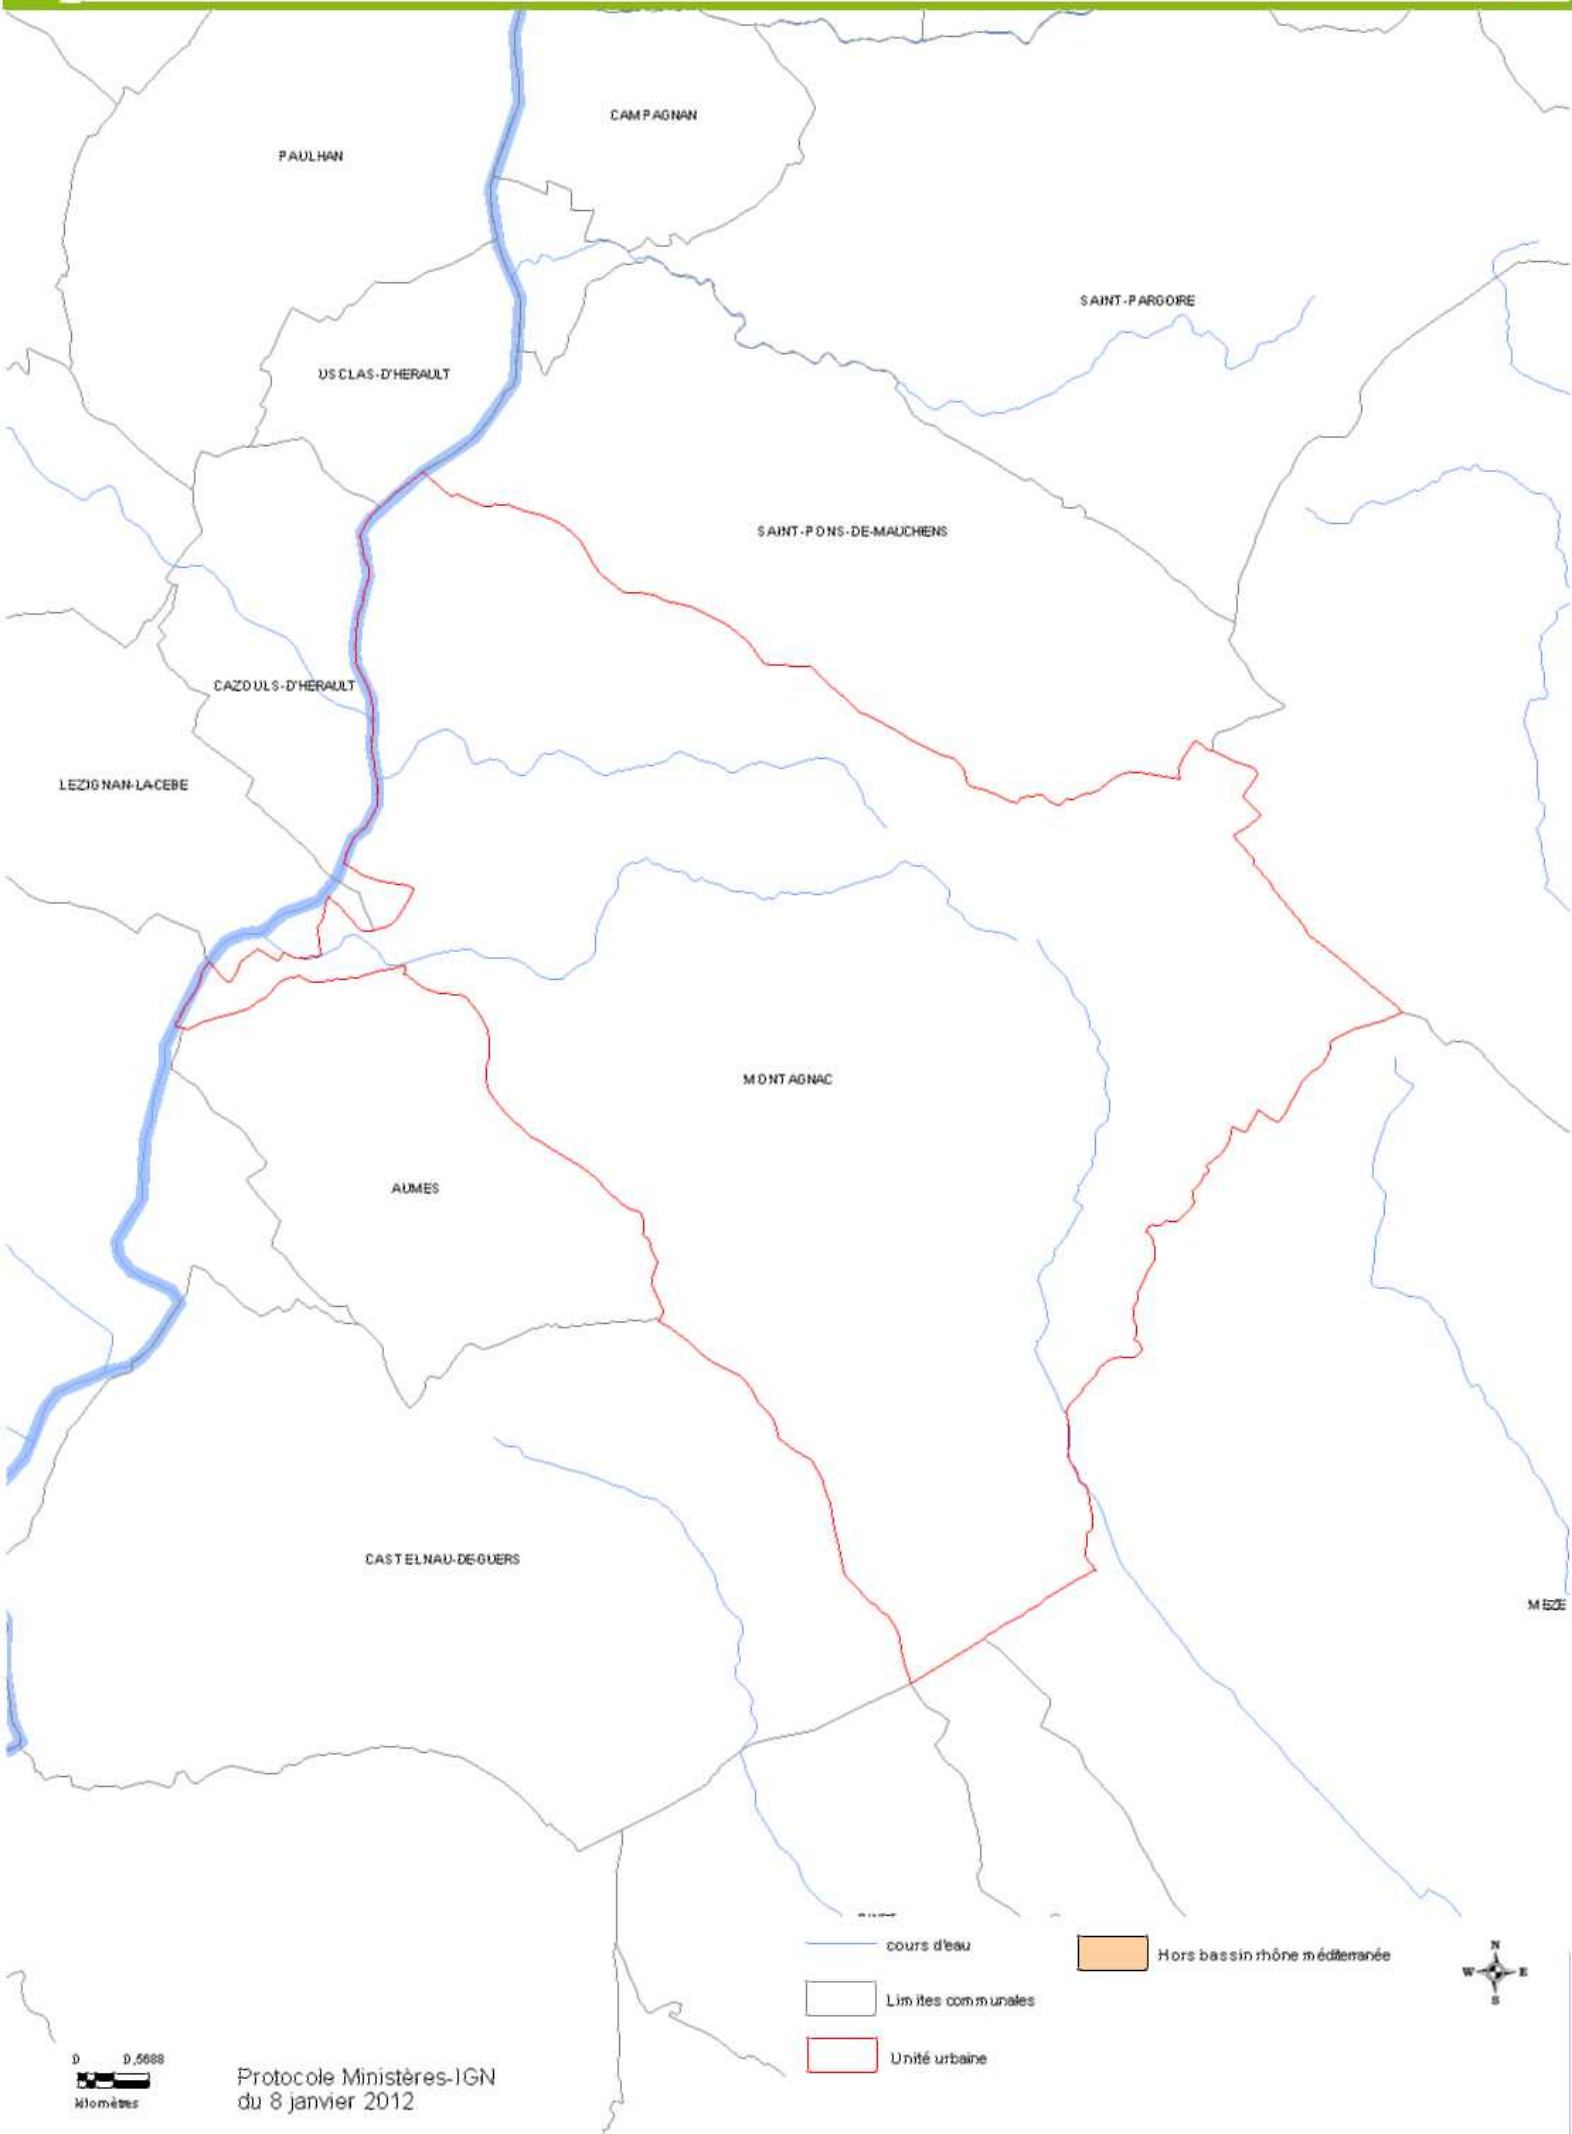 CAMPAGNAN
PAULHAN
SAINT-PARGOIRE
USCLAS-D'HERAULT
SAINT-PONS-DE-MAUCHIENS
CAZOULS-D'HERAULT
LEZIGNAN-LA-CEBE
MONTAGNAC
AUMES
CASTELNAU-DE-GUERS
MEZE
cours d'eau
Hors bassin rhône méditerranée
Limites communales
Unité urbaine
N
W E
S
0 0,5688
kilomètres
Protocole Ministères-IGN
du 8 janvier 2012